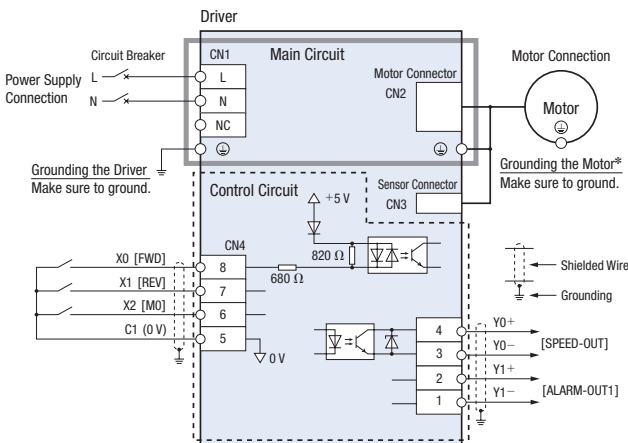 Driver
Circuit Breaker
CN1
Main Circuit
Motor Connection
Power Supply
Connection
L
L
Motor Connector
CN2
N
N
Motor
NC
Grounding the Driver
Make sure to ground.
Grounding the Motor*
Make sure to ground.
Control Circuit
+5 V
Sensor Connector
CN3
CN4
820 Ω
680 Ω
X0 [FWD]
8
X1 [REV]
7
X2 [M0]
6
C1 (0 V)
5
0 V
Shielded Wire
Grounding
4
Y0+
3
Y0−
[SPEED-OUT]
2
Y1+
1
Y1−
[ALARM-OUT1]